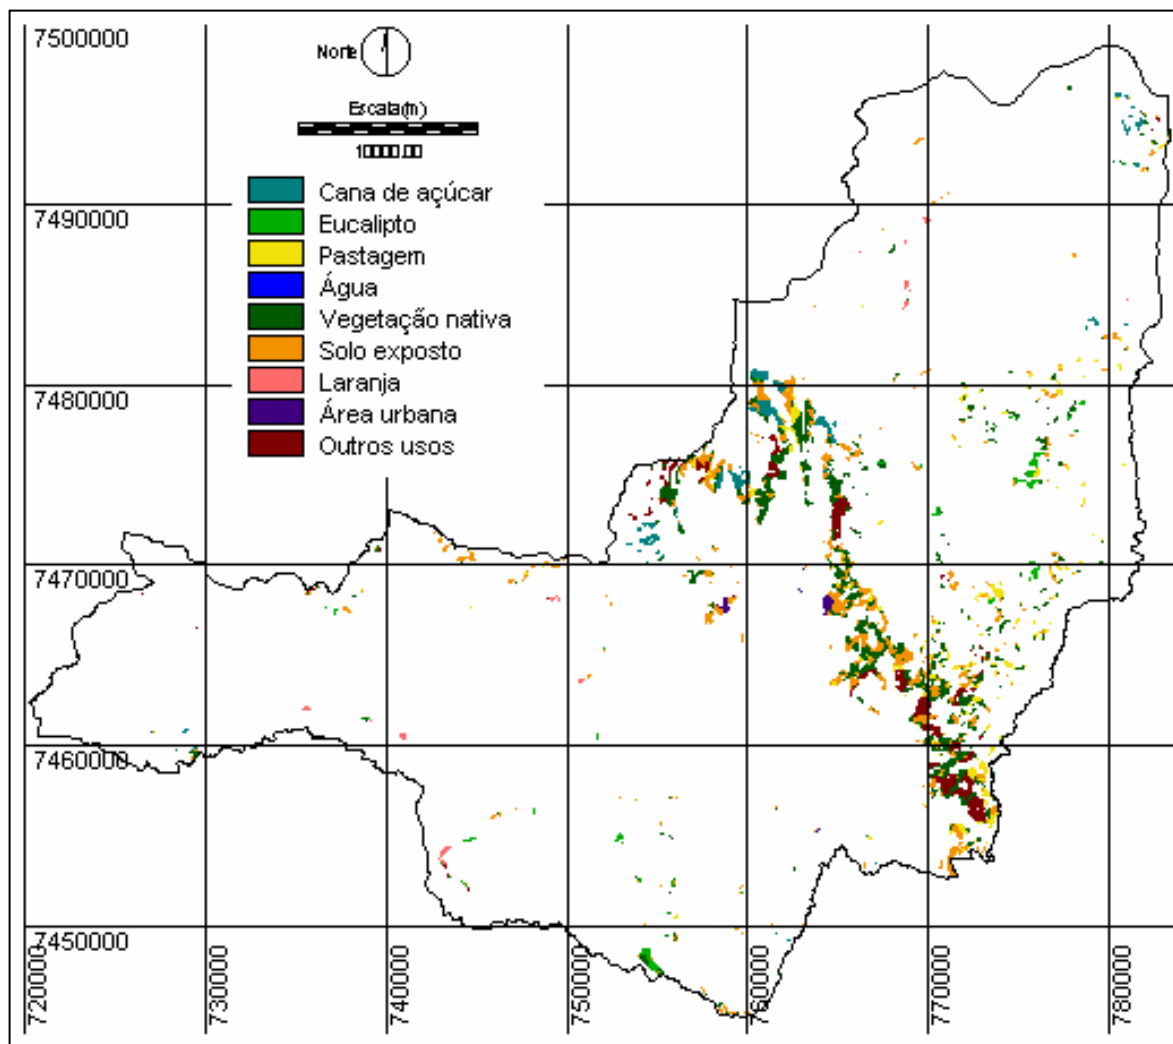 7500000
Norte
Escala(m)
10000.00
Cana de açúcar
7490000
Eucalipto
Pastagem
Água
Vegetação nativa
Solo exposto
Laranja
7480000
Área urbana
Outros usos
7470000
7460000
7450000
720000
730000
740000
750000
760000
770000
780000